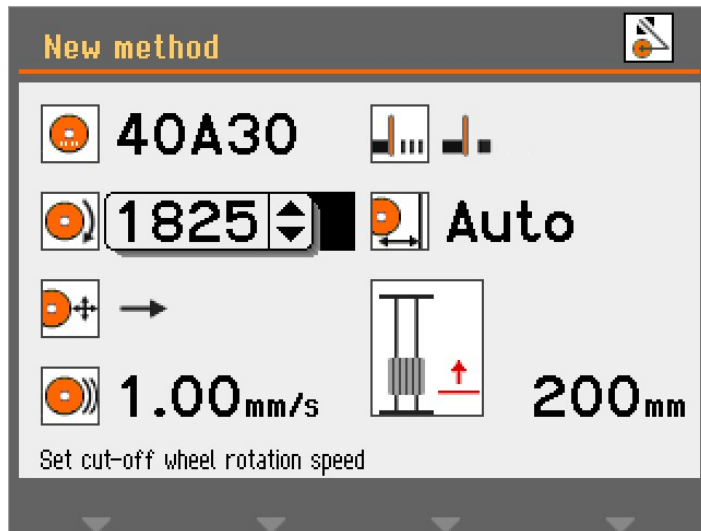 New method
40A30
1825
Auto
1.00mm/s
200mm
Set cut-off wheel rotation speed